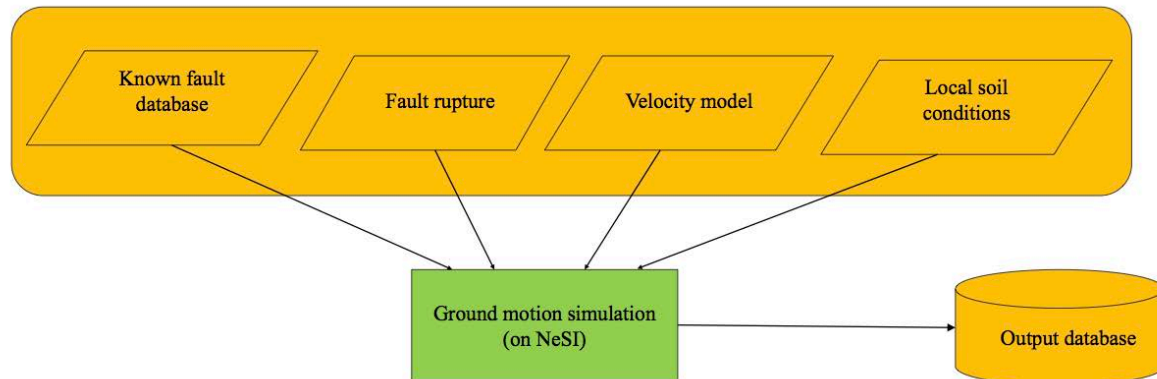 Known fault
database
Fault rupture
Velocity model
Local soil
conditions
Ground motion simulation
(on NeSI)
Output database